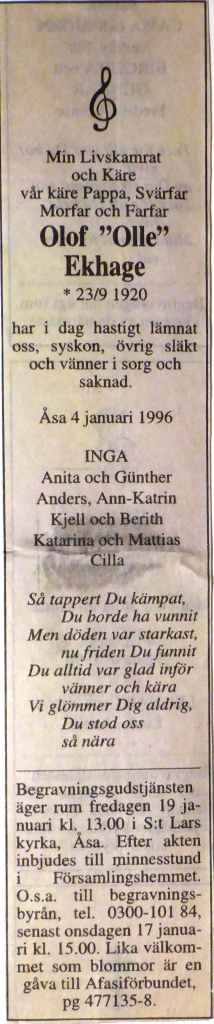 Min Livskamrat
och Käre
vår käre Pappa, Svärfar
Morfar och Farfar
Olof ”Olle”
Ekhage
* 23/9 1920
har i dag hastigt lämnat
oss, syskon, övrig släkt
och vänner i sorg och
saknad.
Åsa 4 januari 1996
INGA
Anita och Günther
Anders, Ann-Katrin
Kjell och Berith
Katarina och Mattias
Cilla
Så tappert Du kämpat,
Du borde ha vunnit
Men döden var starkast,
nu friden Du funnit
Du alltid var glad inför
vänner och kära
Vi glömmer Dig aldrig,
Du stod oss
så nära
Begravningsgudstjänsten
äger rum fredagen 19 ja-
nuari kl. 13.00 i S:t Lars
kyrka, Åsa. Efter akten
inbjudes till minnesstund
i Församlingshemmet.
O.s.a. till begravnings-
byrån, tel. 0300-101 84,
senast onsdagen 17 janua-
ri kl. 15.00. Lika välkom-
met som blommor är en
gåva till Afasiförbundet,
pg 477135-8.